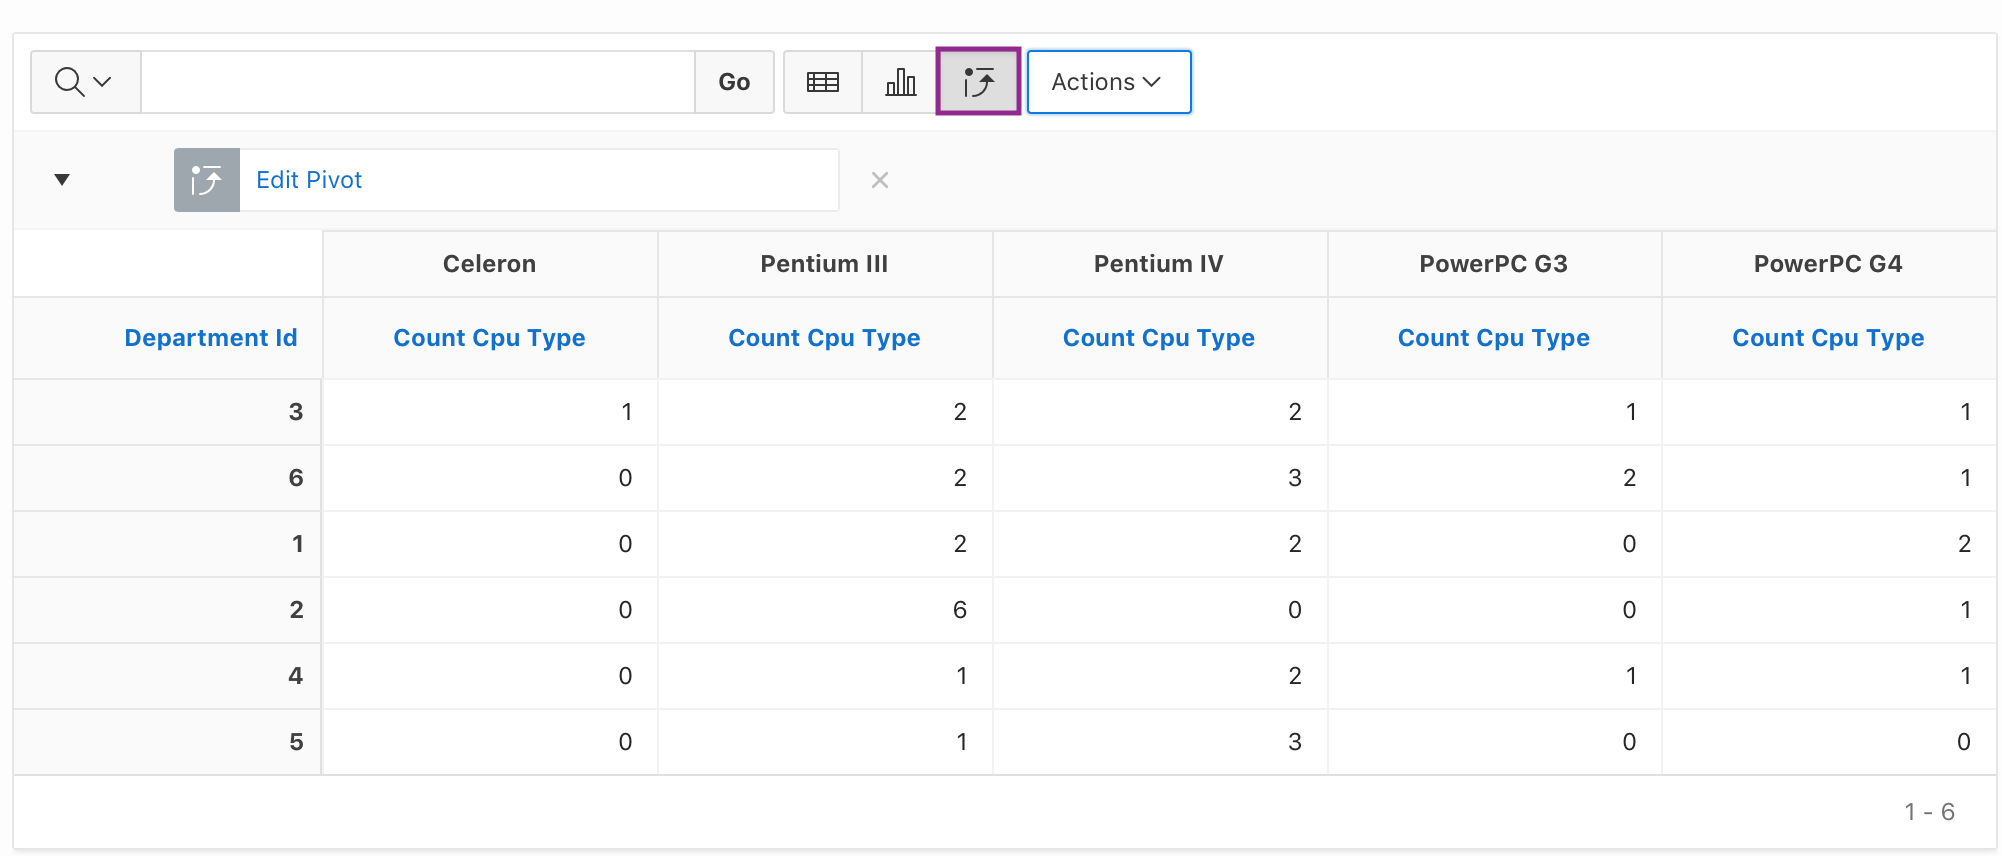 Go Actions
Edit Pivot
Celeron Pentium III Pentium IV PowerPC G3 PowerPC G4
Department Id Count Cpu Type Count Cpu Type Count Cpu Type Count Cpu Type Count Cpu Type
3 1 2 2 1 1
6 0 2 3 2 1
1 0 2 2 0 2
2 0 6 0 0 1
4 0 1 2 1 1
5 0 1 3 0 0
1 - 6